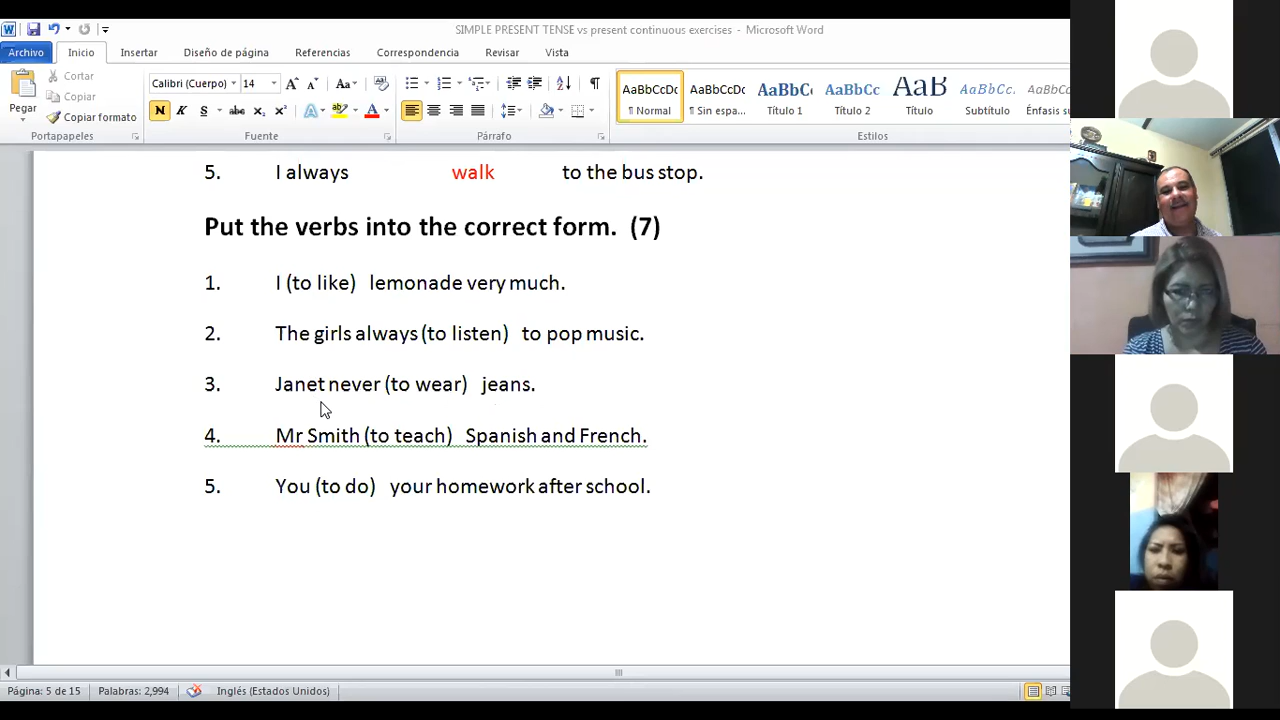 SIMPLE PRESENT TENSE vs present continuous exercises - Microsoft Word
Archivo Inicio Insertar Diseño de página Referencias Correspondencia Revisar Vista
Pegar
Cortar
Copiar
Copiar formato
Portapapeles
Calibri (Cuerpo) 14
N K S abc x₂ x²
Fuente
Párrafo
AaBbCcDc AaBbCcDc AaBbC AaBbCc AaB AaBbCc.
¶ Normal ¶ Sin espa... Título 1 Título 2 Título Subtítulo Énfasis
Estilos
5. I always walk to the bus stop.
Put the verbs into the correct form. (7)
1. I (to like) lemonade very much.
2. The girls always (to listen) to pop music.
3. Janet never (to wear) jeans.
4. Mr Smith (to teach) Spanish and French.
5. You (to do) your homework after school.
Página: 5 de 15 Palabras: 2,994 Inglés (Estados Unidos)